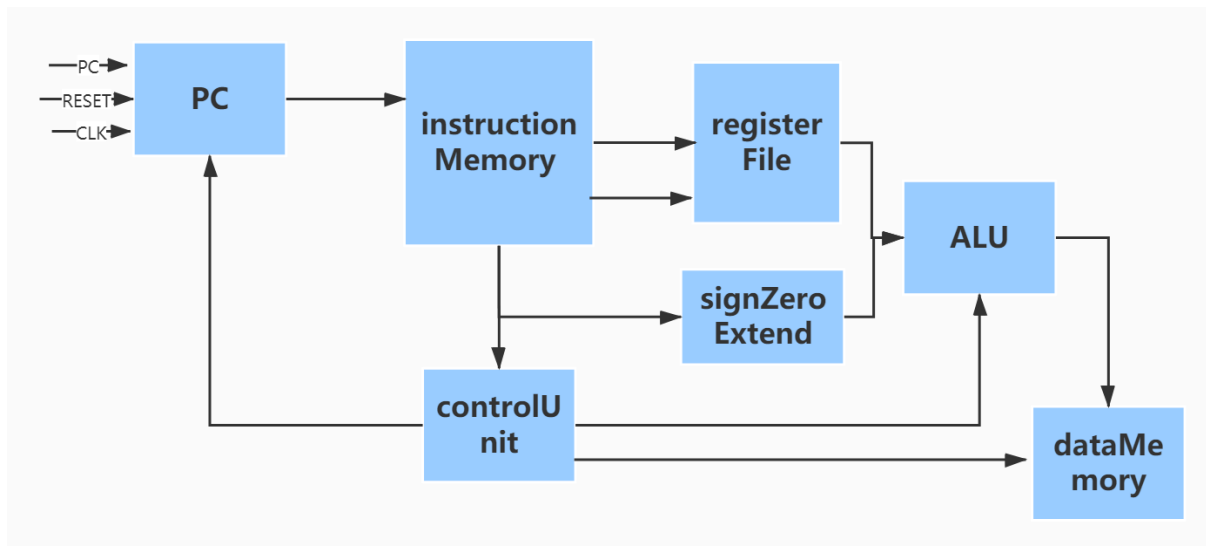 PC
RESET
CLK
PC
instruction
Memory
register
File
ALU
signZero
Extend
controlU
nit
dataMe
mory